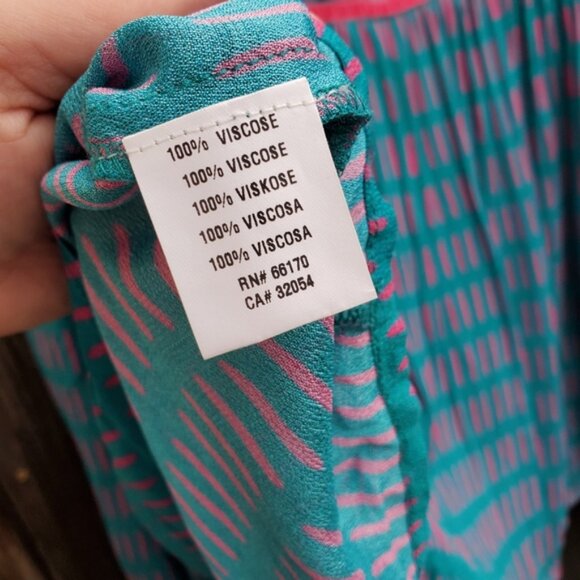 100% VISCOSE
100% VISCOSE
100% VISKOSE
100% VISCOSA
100% VISCOSA
RN# 66170
CA# 32054